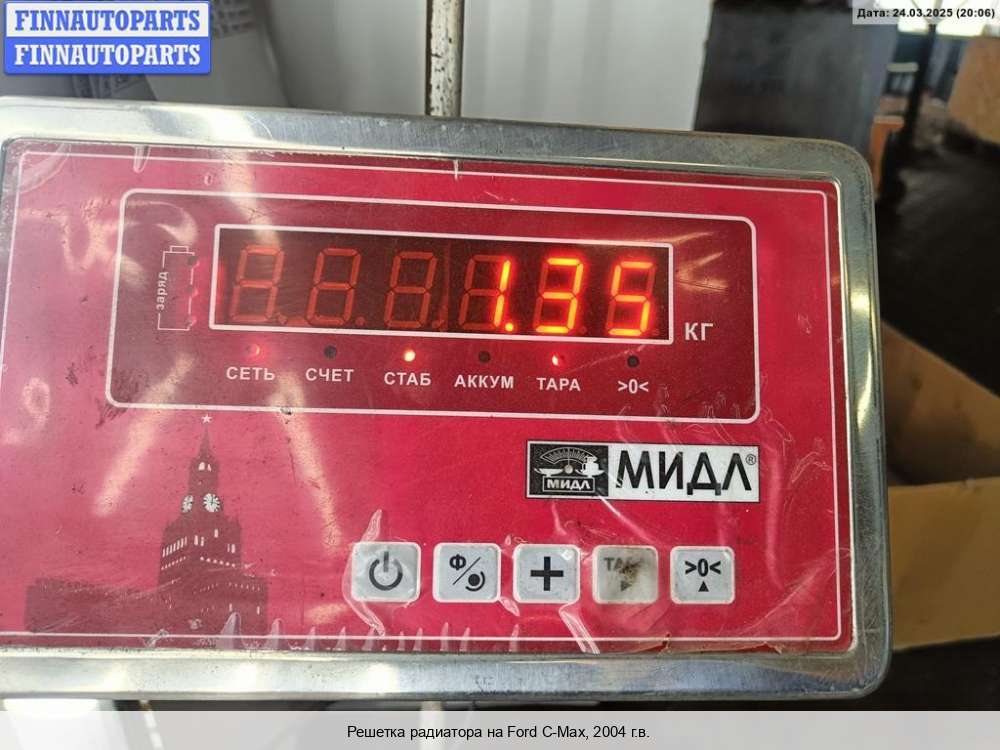 FINNAUTOPARTS
FINNAUTOPARTS
Дата: 24.03.2025 (20:06)
заряд
1.35
КГ
СЕТЬ СЧЕТ СТАБ АККУМ ТАРА >0<
МИДЛ
МИДЛ®
Ф
+
>0<
Решетка радиатора на Ford C-Max, 2004 г.в.